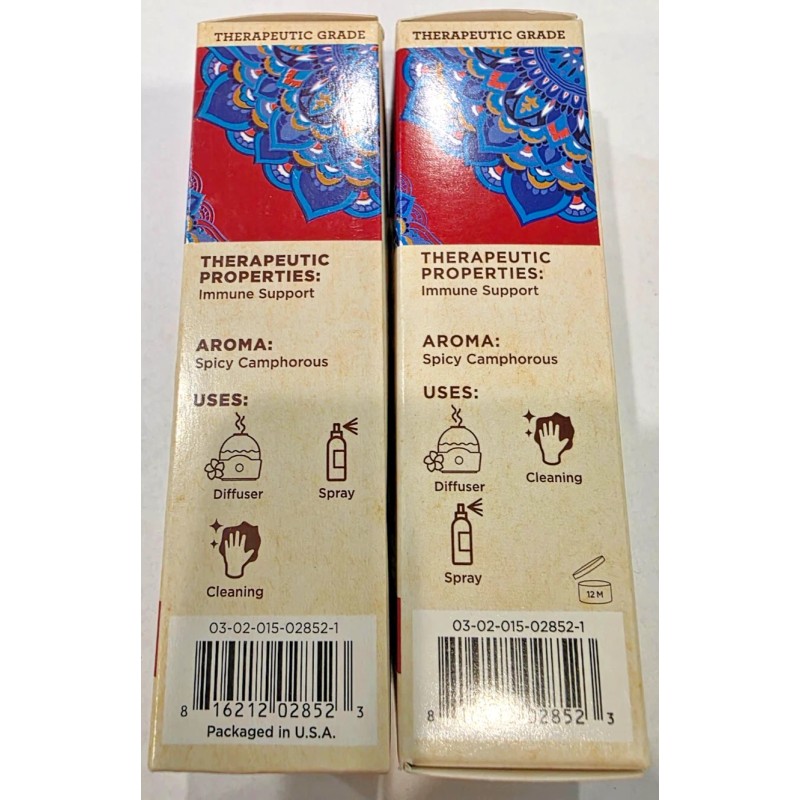 THERAPEUTIC GRADE
THERAPEUTIC
PROPERTIES:
Immune Support
AROMA:
Spicy Camphorous
USES:
Diffuser
Spray
Cleaning
03-02-015-02852-1
8 16212 02852 3
Packaged in U.S.A.
THERAPEUTIC GRADE
THERAPEUTIC
PROPERTIES:
Immune Support
AROMA:
Spicy Camphorous
USES:
Diffuser
Cleaning
Spray
12 M
03-02-015-02852-1
8 02852 3